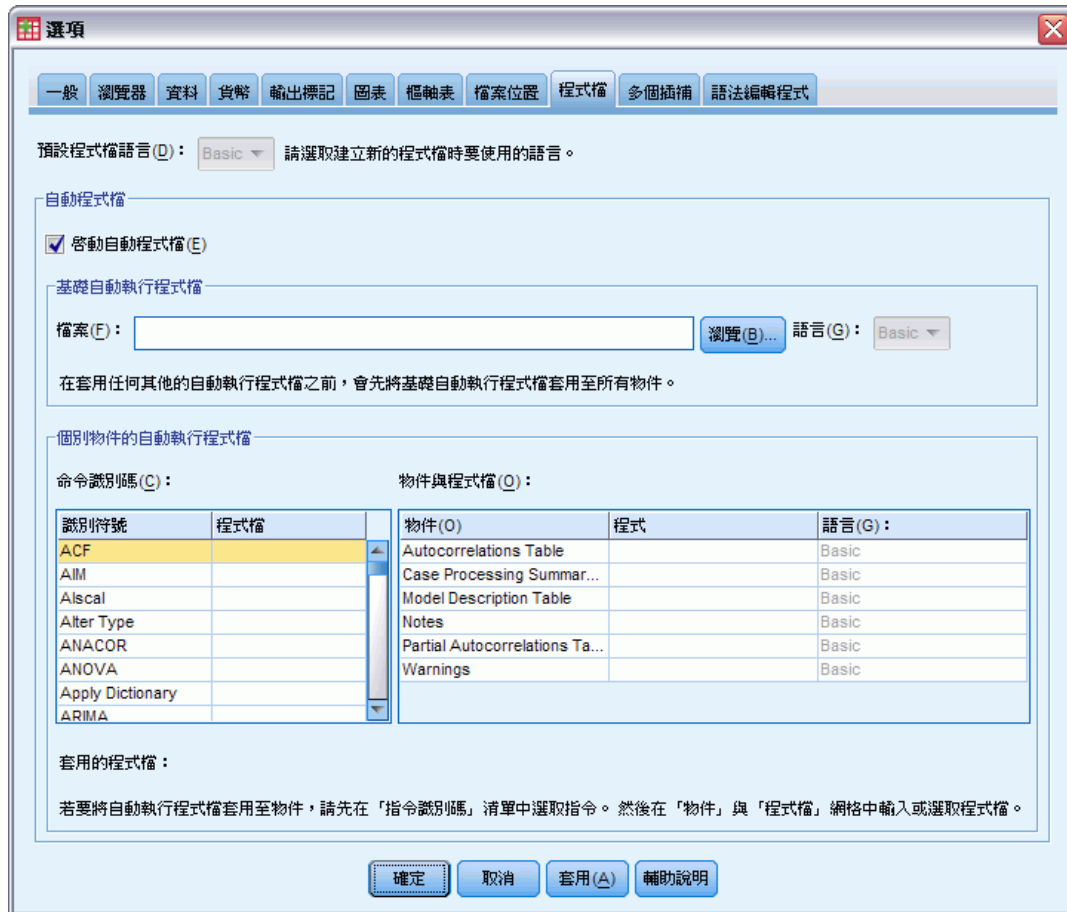 選項
一般 瀏覽器 資料 貨幣 輸出標記 圖表 樞軸表 檔案位置 程式檔 多個插補 語法編輯程式
預設程式檔語言(D): Basic 請選取建立新的程式檔時要使用的語言。
自動程式檔
啓動自動程式檔(E)
基礎自動執行程式檔
檔案(F): 瀏覽(B)... 語言(G): Basic
在套用任何其他的自動執行程式檔之前，會先將基礎自動執行程式檔套用至所有物件。
個別物件的自動執行程式檔
命令識別碼(C): 物件與程式檔(O):
識別符號 程式檔 物件(O) 程式 語言(G):
ACF Autocorrelations Table Basic
AIM Case Processing Summar... Basic
Alscal Model Description Table Basic
Alter Type Notes Basic
ANACOR Partial Autocorrelations Ta... Basic
ANOVA Warnings Basic
Apply Dictionary
ARIMA
套用的程式檔:
若要將自動執行程式檔套用至物件，請先在「指令識別碼」清單中選取指令。 然後在「物件」與「程式檔」網格中輸入或選取程式檔。
確定 取消 套用(A) 輔助說明